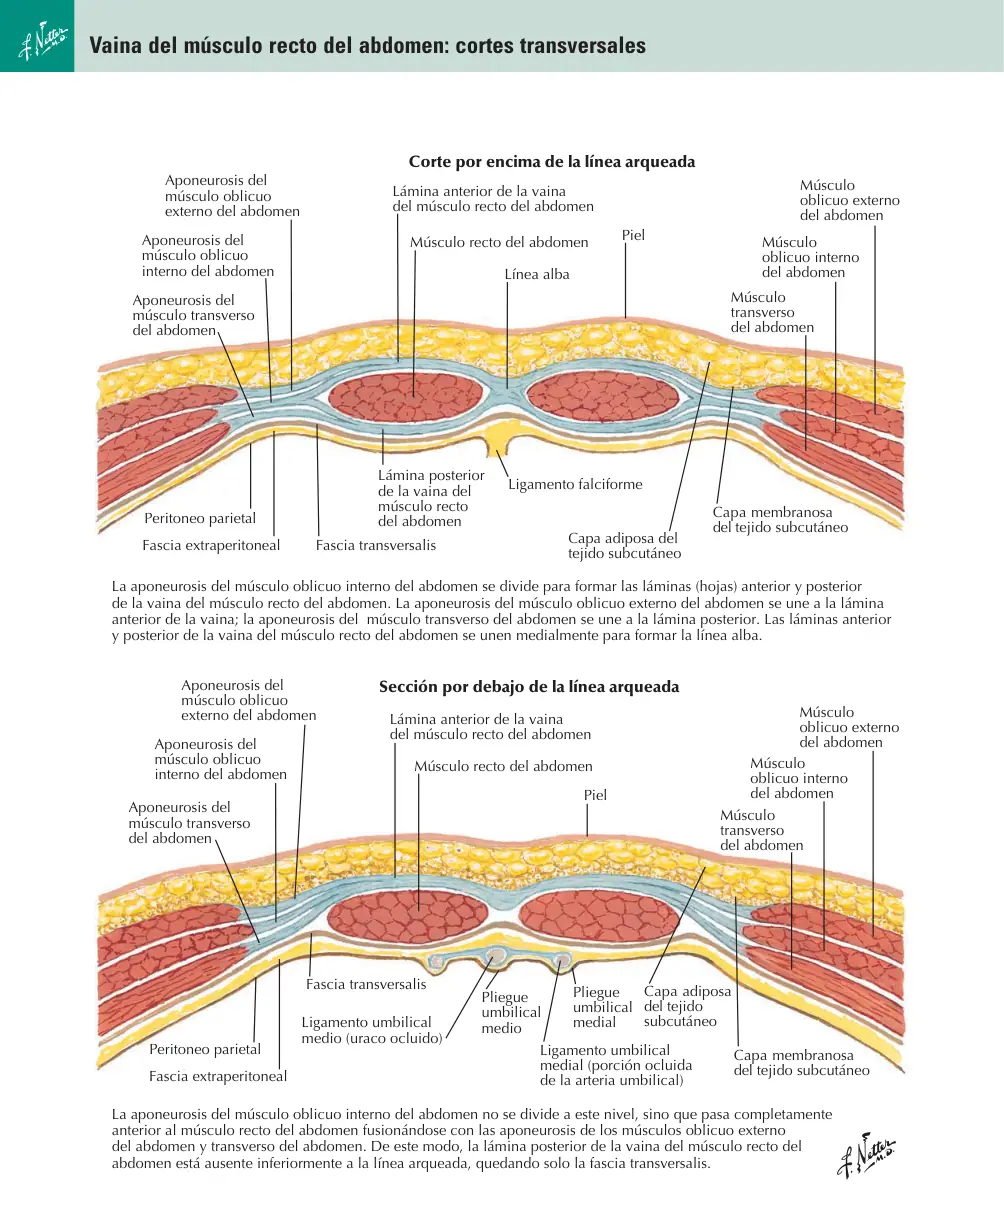 F. Netter M.D.
Vaina del músculo recto del abdomen: cortes transversales
Corte por encima de la línea arqueada
Aponeurosis del
músculo oblicuo
externo del abdomen
Aponeurosis del
músculo oblicuo
interno del abdomen
Aponeurosis del
músculo transverso
del abdomen
Lámina anterior de la vaina
del músculo recto del abdomen
Músculo recto del abdomen
Línea alba
Piel
Músculo
oblicuo externo
del abdomen
Músculo
oblicuo interno
del abdomen
Músculo
transverso
del abdomen
Peritoneo parietal
Fascia extraperitoneal
Fascia transversalis
Lámina posterior
de la vaina del
músculo recto
del abdomen
Ligamento falciforme
Capa adiposa del
tejido subcutáneo
Capa membranosa
del tejido subcutáneo
La aponeurosis del músculo oblicuo interno del abdomen se divide para formar las láminas (hojas) anterior y posterior
de la vaina del músculo recto del abdomen. La aponeurosis del músculo oblicuo externo del abdomen se une a la lámina
anterior de la vaina; la aponeurosis del músculo transverso del abdomen se une a la lámina posterior. Las láminas anterior
y posterior de la vaina del músculo recto del abdomen se unen medialmente para formar la línea alba.
Sección por debajo de la línea arqueada
Aponeurosis del
músculo oblicuo
externo del abdomen
Aponeurosis del
músculo oblicuo
interno del abdomen
Aponeurosis del
músculo transverso
del abdomen
Lámina anterior de la vaina
del músculo recto del abdomen
Músculo recto del abdomen
Piel
Músculo
oblicuo externo
del abdomen
Músculo
oblicuo interno
del abdomen
Músculo
transverso
del abdomen
Fascia transversalis
Ligamento umbilical
medio (uraco ocluido)
Peritoneo parietal
Fascia extraperitoneal
Pliegue
umbilical
medio
Pliegue
umbilical
medial
Capa adiposa
del tejido
subcutáneo
Ligamento umbilical
medial (porción ocluida
de la arteria umbilical)
Capa membranosa
del tejido subcutáneo
La aponeurosis del músculo oblicuo interno del abdomen no se divide a este nivel, sino que pasa completamente
anterior al músculo recto del abdomen fusionándose con las aponeurosis de los músculos oblicuo externo
del abdomen y transverso del abdomen. De este modo, la lámina posterior de la vaina del músculo recto del
abdomen está ausente inferiormente a la línea arqueada, quedando solo la fascia transversalis.
F. Netter M.D.